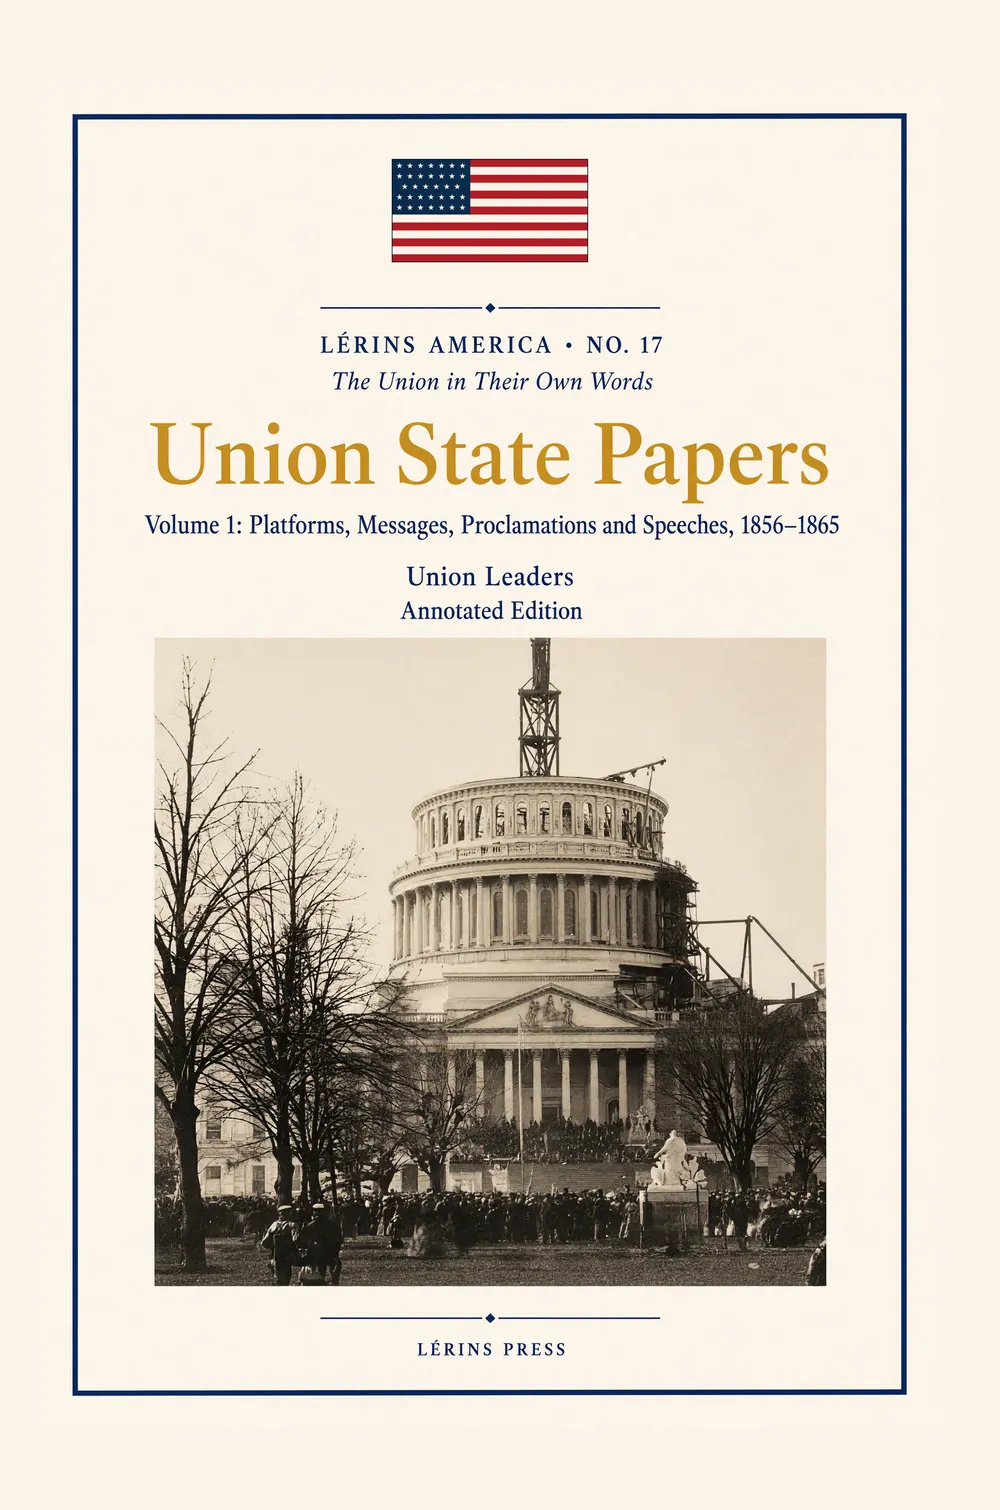 LÉRINS AMERICA • NO. 17
The Union in Their Own Words
Union State Papers
Volume 1: Platforms, Messages, Proclamations and Speeches, 1856–1865
Union Leaders
Annotated Edition
LÉRINS PRESS